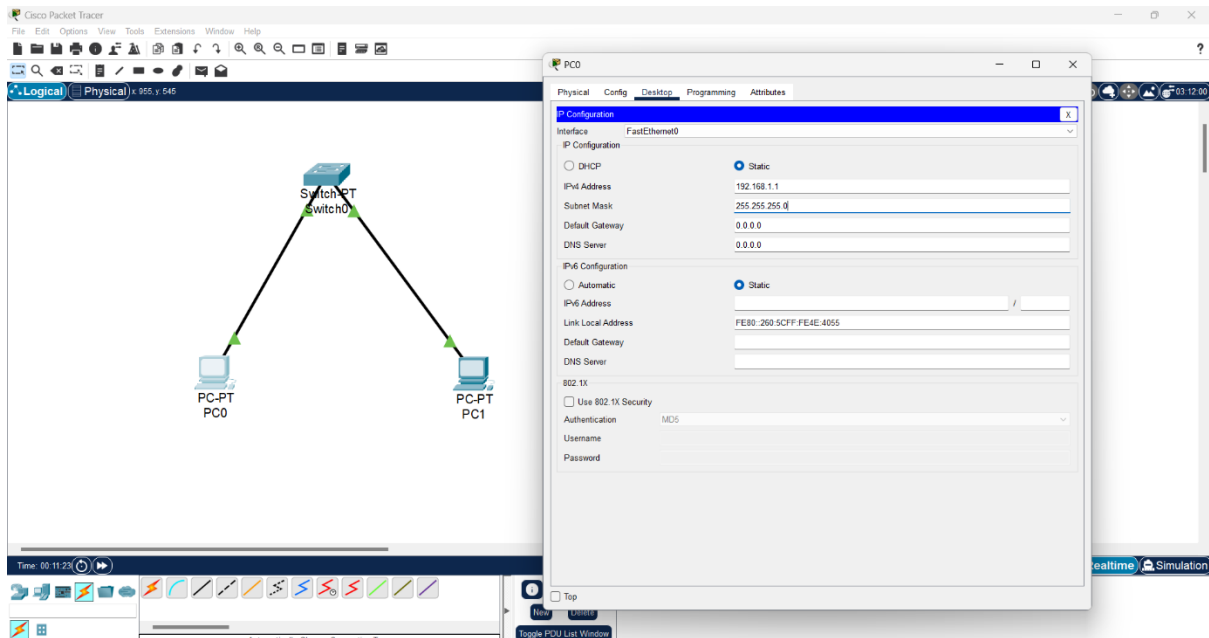 Cisco Packet Tracer
File Edit Options View Tools Extensions Window Help
?
Logical Physical x: 955, y: 545
03:12:00
Switch-PT
Switch0
PC-PT
PC0
PC-PT
PC1
PC0
Physical Config Desktop Programming Attributes
IP Configuration X
Interface FastEthernet0
IP Configuration
DHCP Static
IPv4 Address 192.168.1.1
Subnet Mask 255.255.255.0
Default Gateway 0.0.0.0
DNS Server 0.0.0.0
IPv6 Configuration
Automatic Static
IPv6 Address /
Link Local Address FE80::260:5CFF:FE4E:4055
Default Gateway
DNS Server
802.1X
Use 802.1X Security
Authentication MD5
Username
Password
Top
Time: 00:11:23
Realtime Simulation
New Delete
Toggle PDU List Window